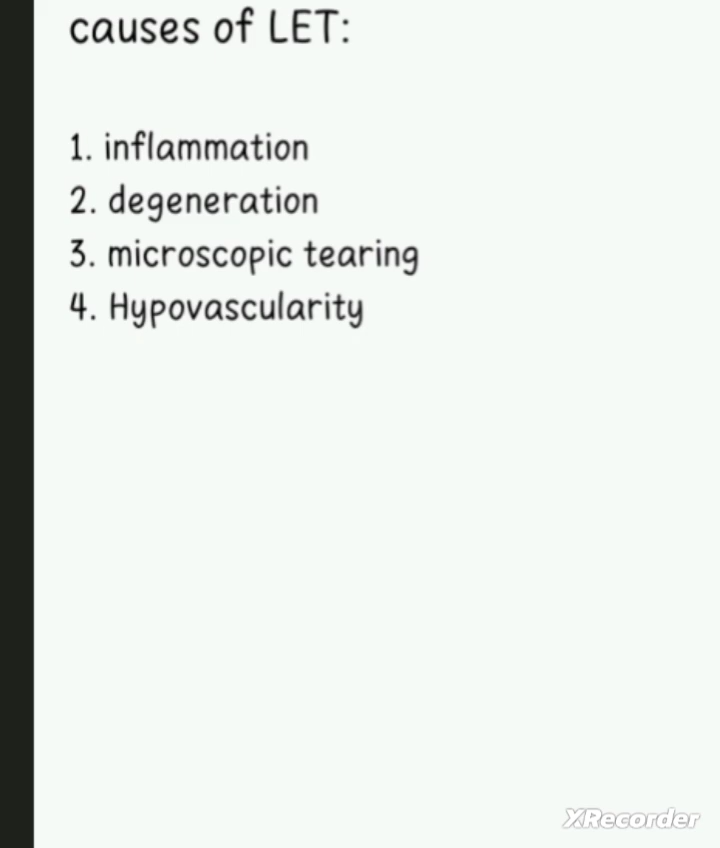 causes of LET:
1. inflammation
2. degeneration
3. microscopic tearing
4. Hypovascularity
XRecorder